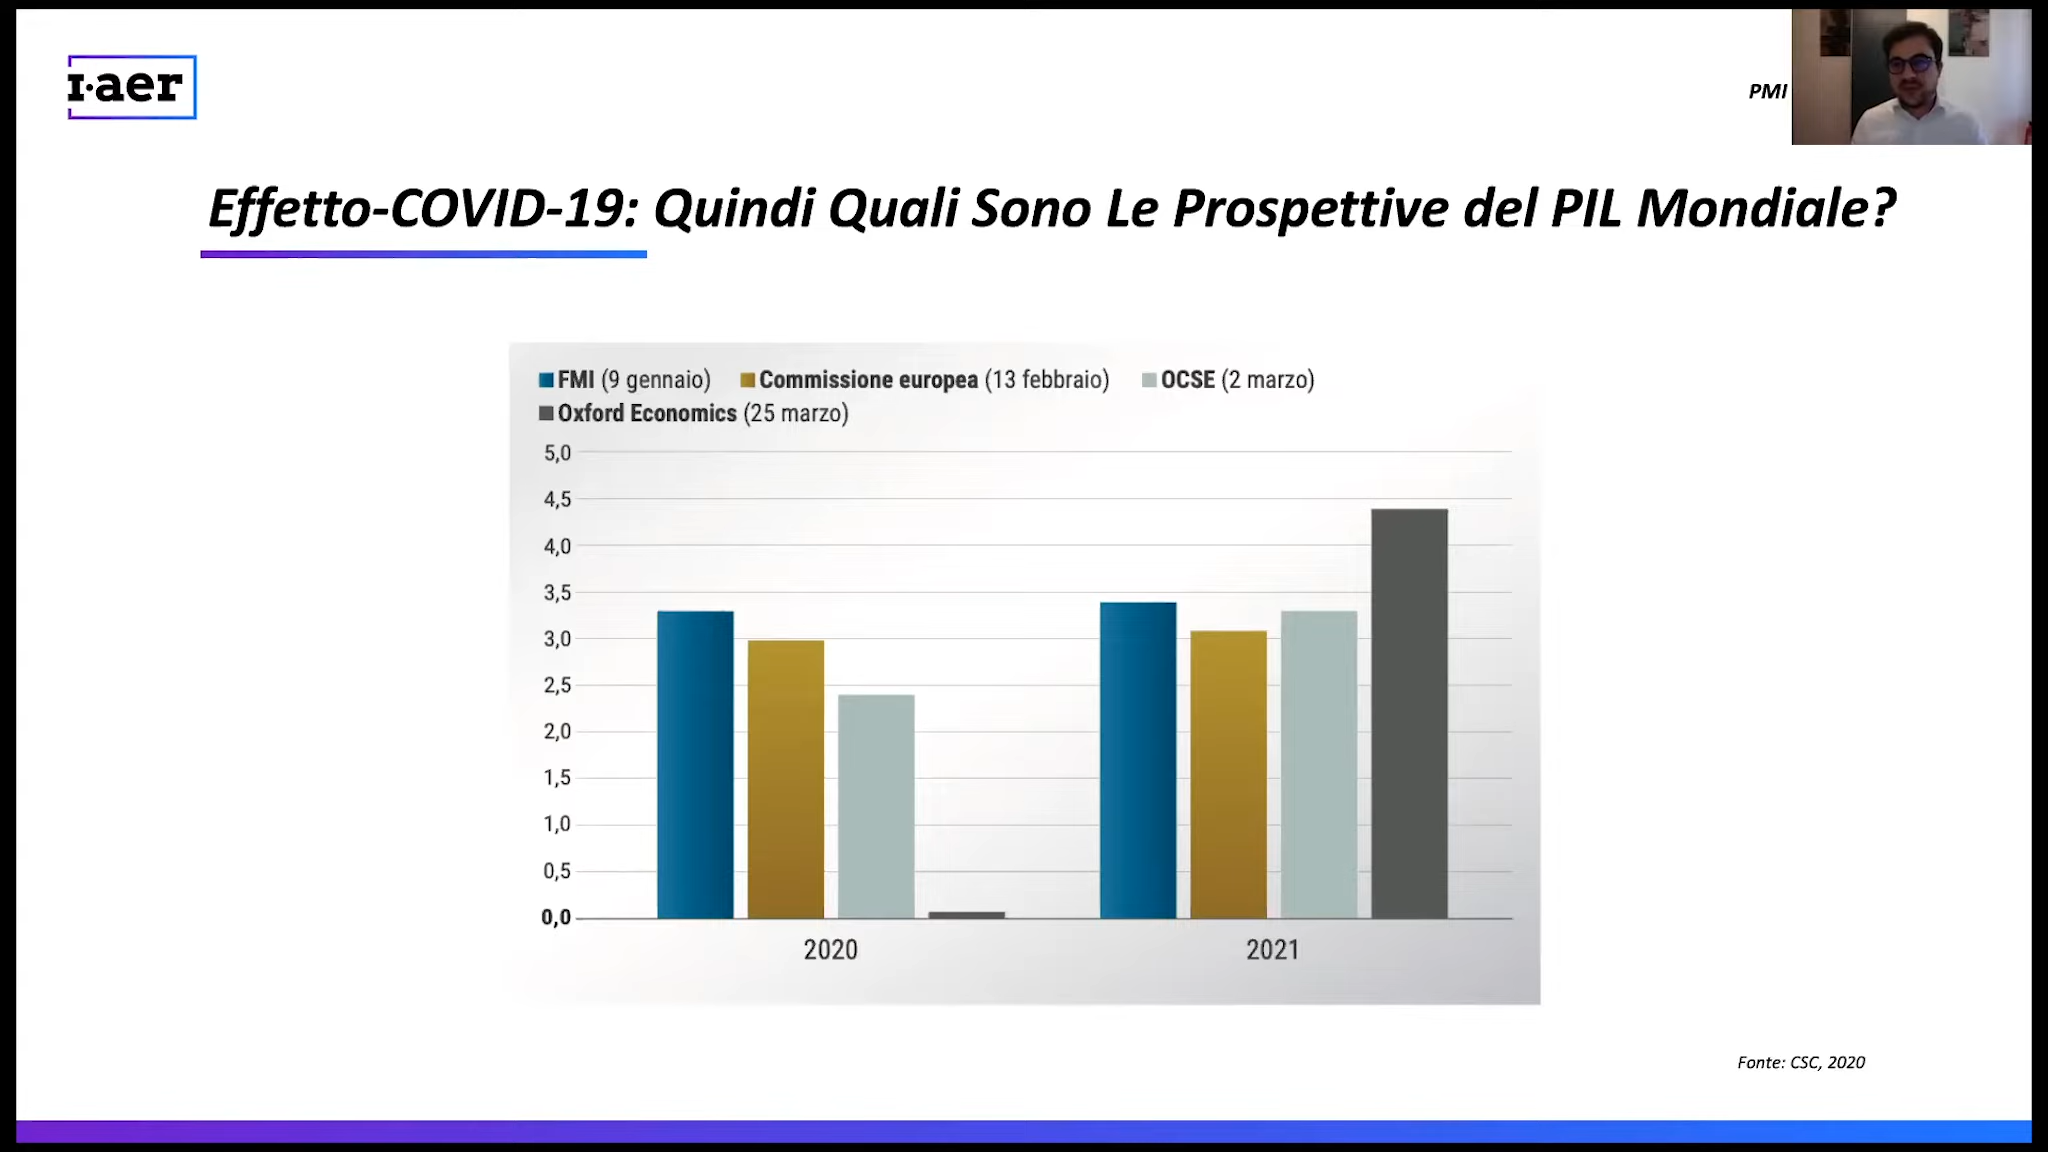 I·aer
PMI
Effetto-COVID-19: Quindi Quali Sono Le Prospettive del PIL Mondiale?
FMI (9 gennaio) Commissione europea (13 febbraio) OCSE (2 marzo)
Oxford Economics (25 marzo)
5,0
4,5
4,0
3,5
3,0
2,5
2,0
1,5
1,0
0,5
0,0
2020 2021
Fonte: CSC, 2020